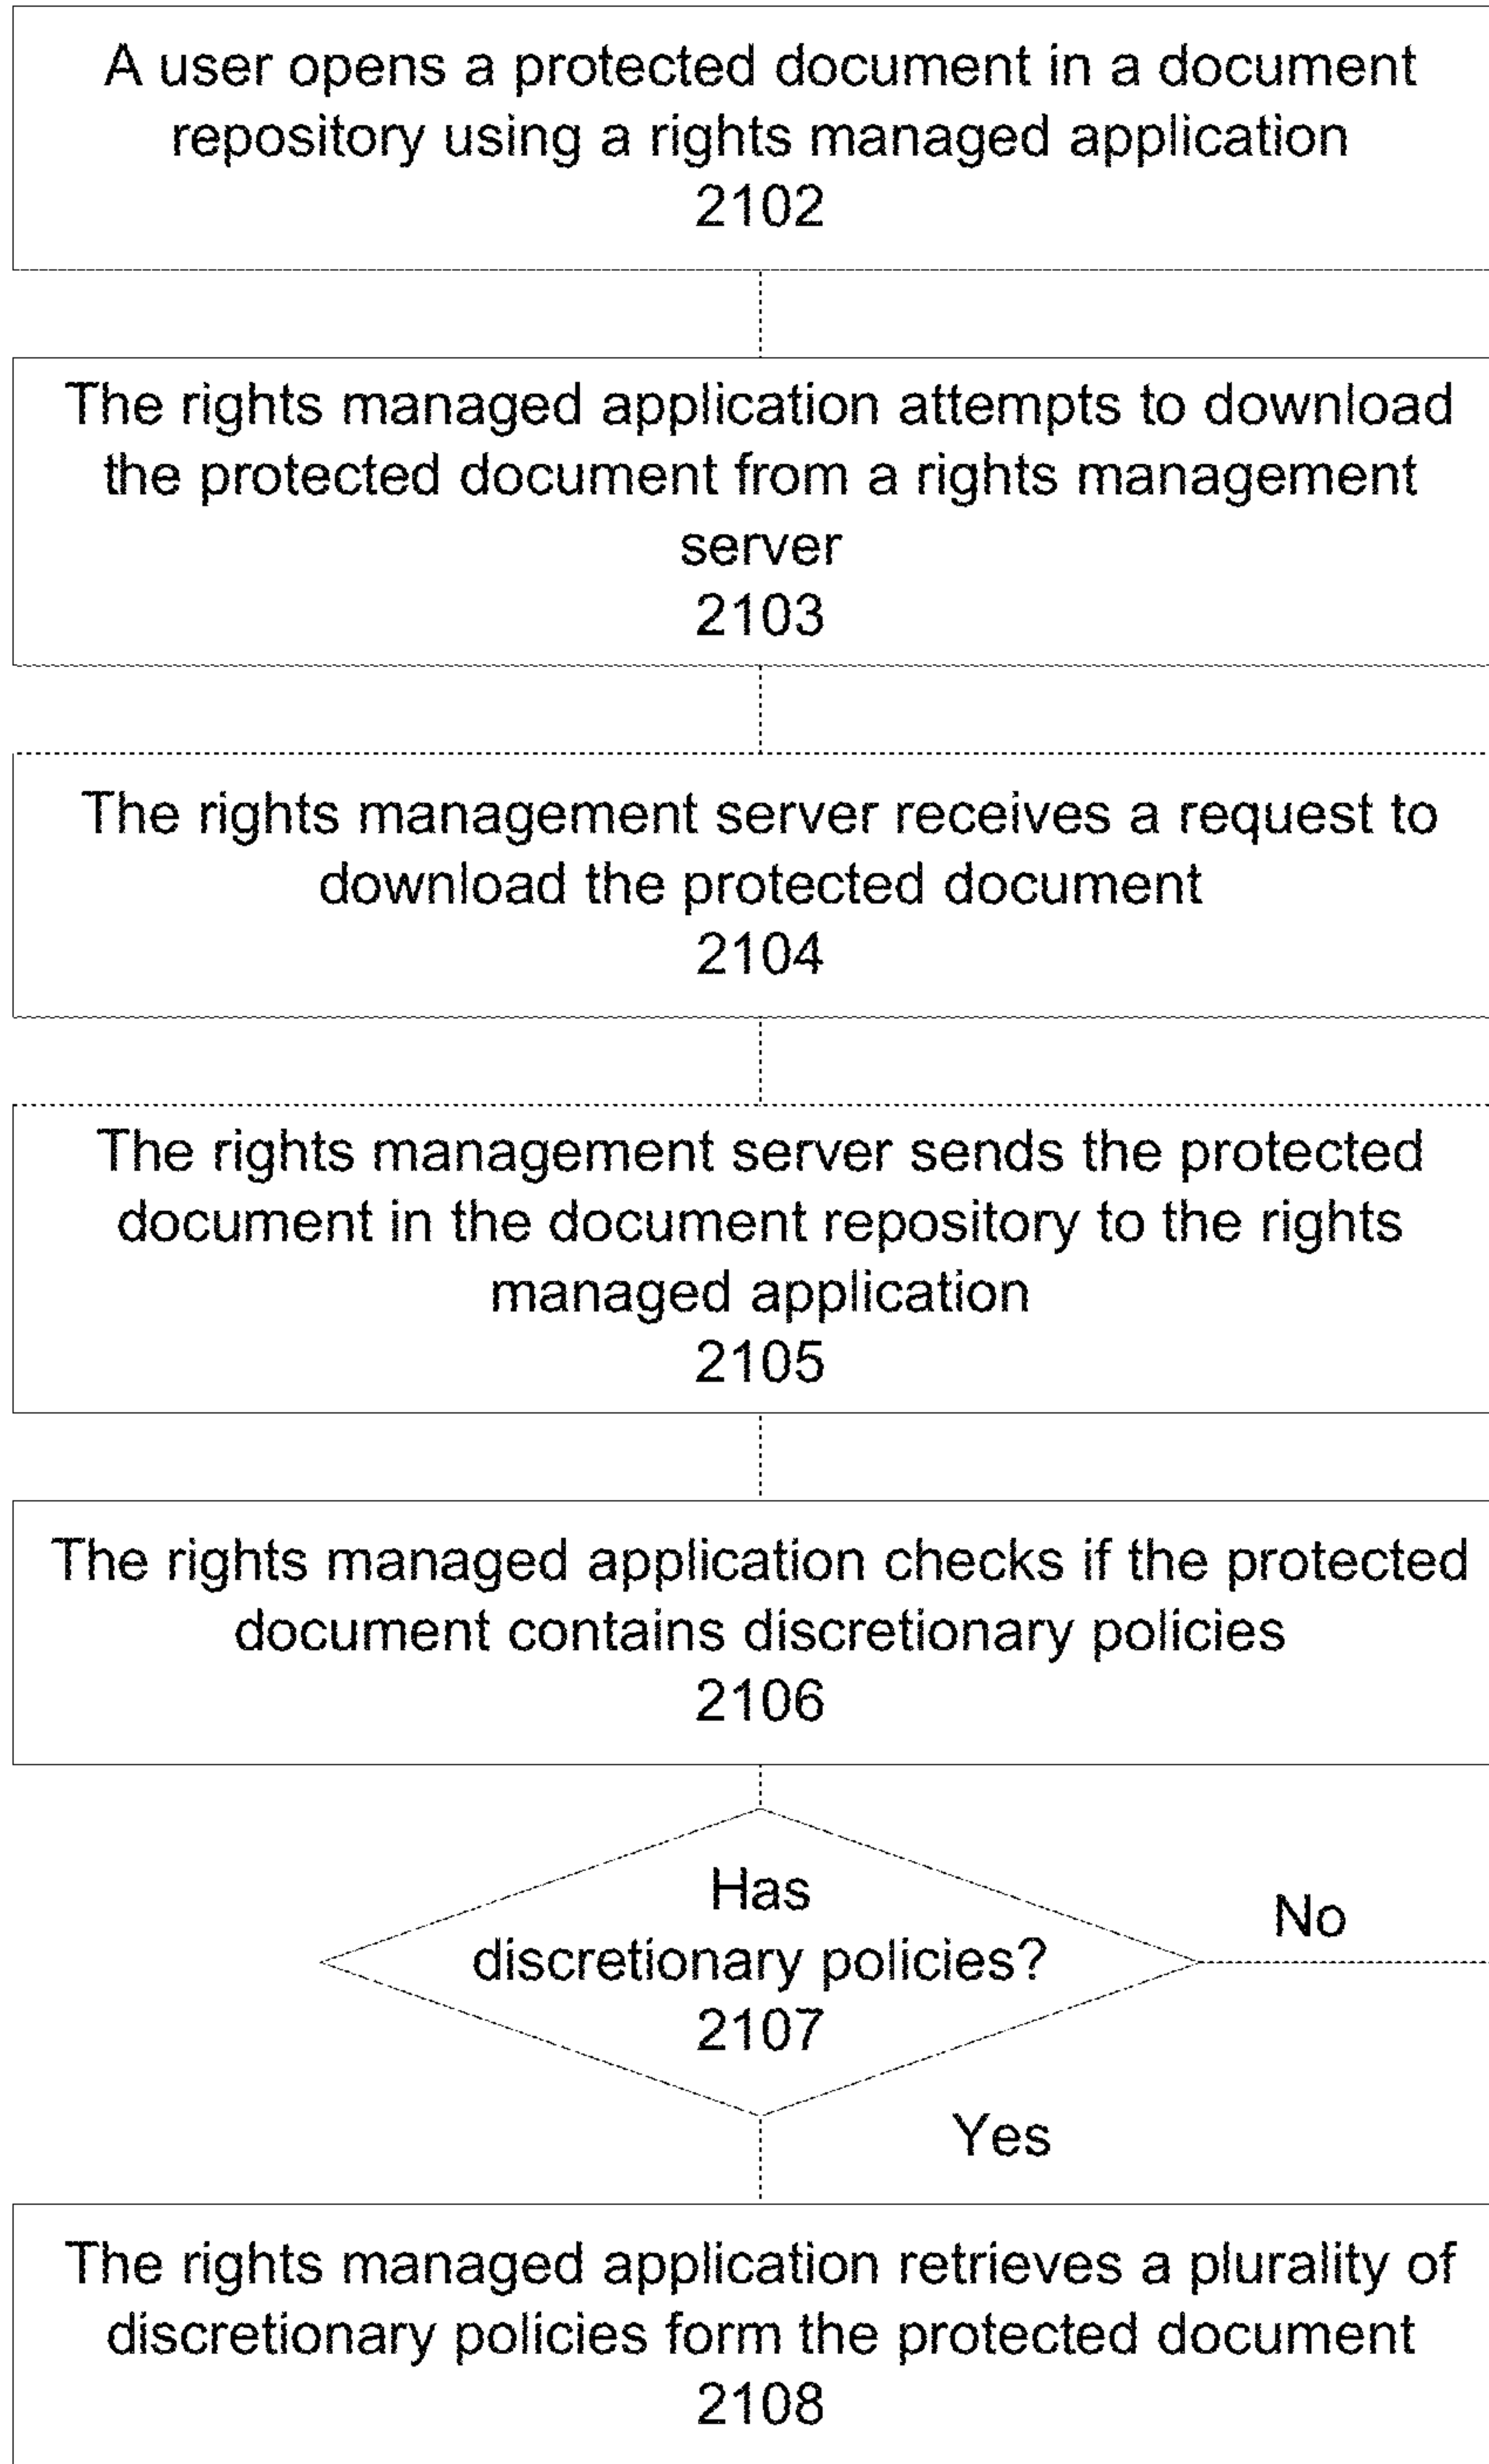 A user opens a protected document in a document
repository using a rights managed application
2102
The rights managed application attempts to download
the protected document from a rights management
server
2103
The rights management server receives a request to
download the protected document
2104
The rights management server sends the protected
document in the document repository to the rights
managed application
2105
The rights managed application checks if the protected
document contains discretionary policies
2106
Has
discretionary policies?
2107
No
Yes
The rights managed application retrieves a plurality of
discretionary policies form the protected document
2108